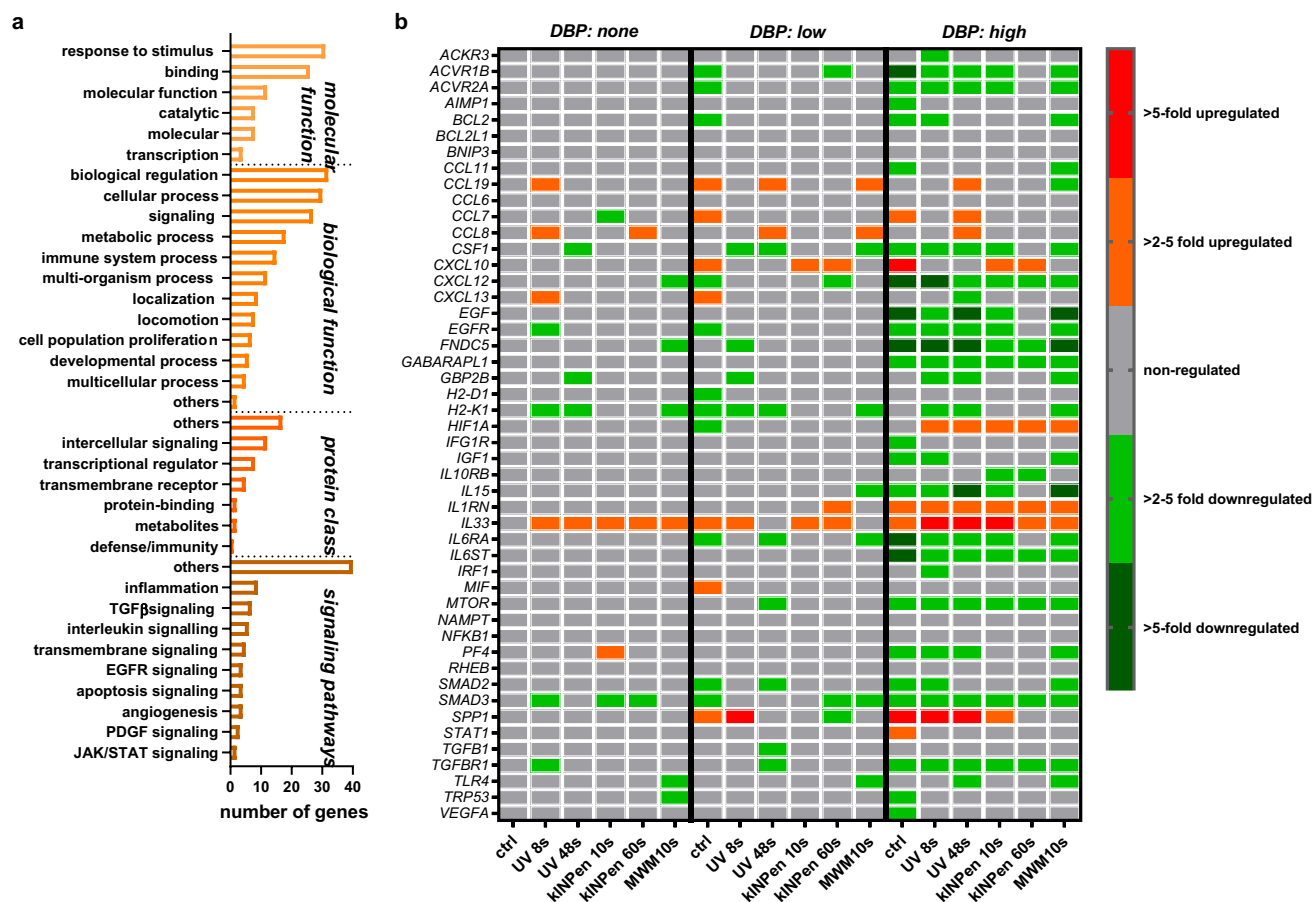 a
response to stimulus
binding
molecular function
catalytic
molecular
transcription
biological regulation
cellular process
signaling
metabolic process
immune system process
multi-organism process
localization
locomotion
cell population proliferation
developmental process
multicellular process
others
others
intercellular signaling
transcriptional regulator
transmembrane receptor
protein-binding
metabolites
defense/immunity
others
inflammation
TGFβsignaling
interleukin signalling
transmembrane signaling
EGFR signaling
apoptosis signaling
angiogenesis
PDGF signaling
JAK/STAT signaling
molecular
function
biological function
protein class
signaling pathways
0 10 20 30 40
number of genes
b
DBP: none DBP: low DBP: high
ACKR3
ACVR1B
ACVR2A
AIMP1
BCL2
BCL2L1
BNIP3
CCL11
CCL19
CCL6
CCL7
CCL8
CSF1
CXCL10
CXCL12
CXCL13
EGF
EGFR
FNDC5
GABARAPL1
GBP2B
H2-D1
H2-K1
HIF1A
IFG1R
IGF1
IL10RB
IL15
IL1RN
IL33
IL6RA
IL6ST
IRF1
MIF
MTOR
NAMPT
NFKB1
PF4
RHEB
SMAD2
SMAD3
SPP1
STAT1
TGFB1
TGFBR1
TLR4
TRP53
VEGFA
ctrl
UV 8s
UV 48s
kINPen 10s
kINPen 60s
MWM10s
ctrl
UV 8s
UV 48s
kINPen 10s
kINPen 60s
MWM10s
ctrl
UV 8s
UV 48s
kINPen 10s
kINPen 60s
MWM10s
>5-fold upregulated
>2-5 fold upregulated
non-regulated
>2-5 fold downregulated
>5-fold downregulated